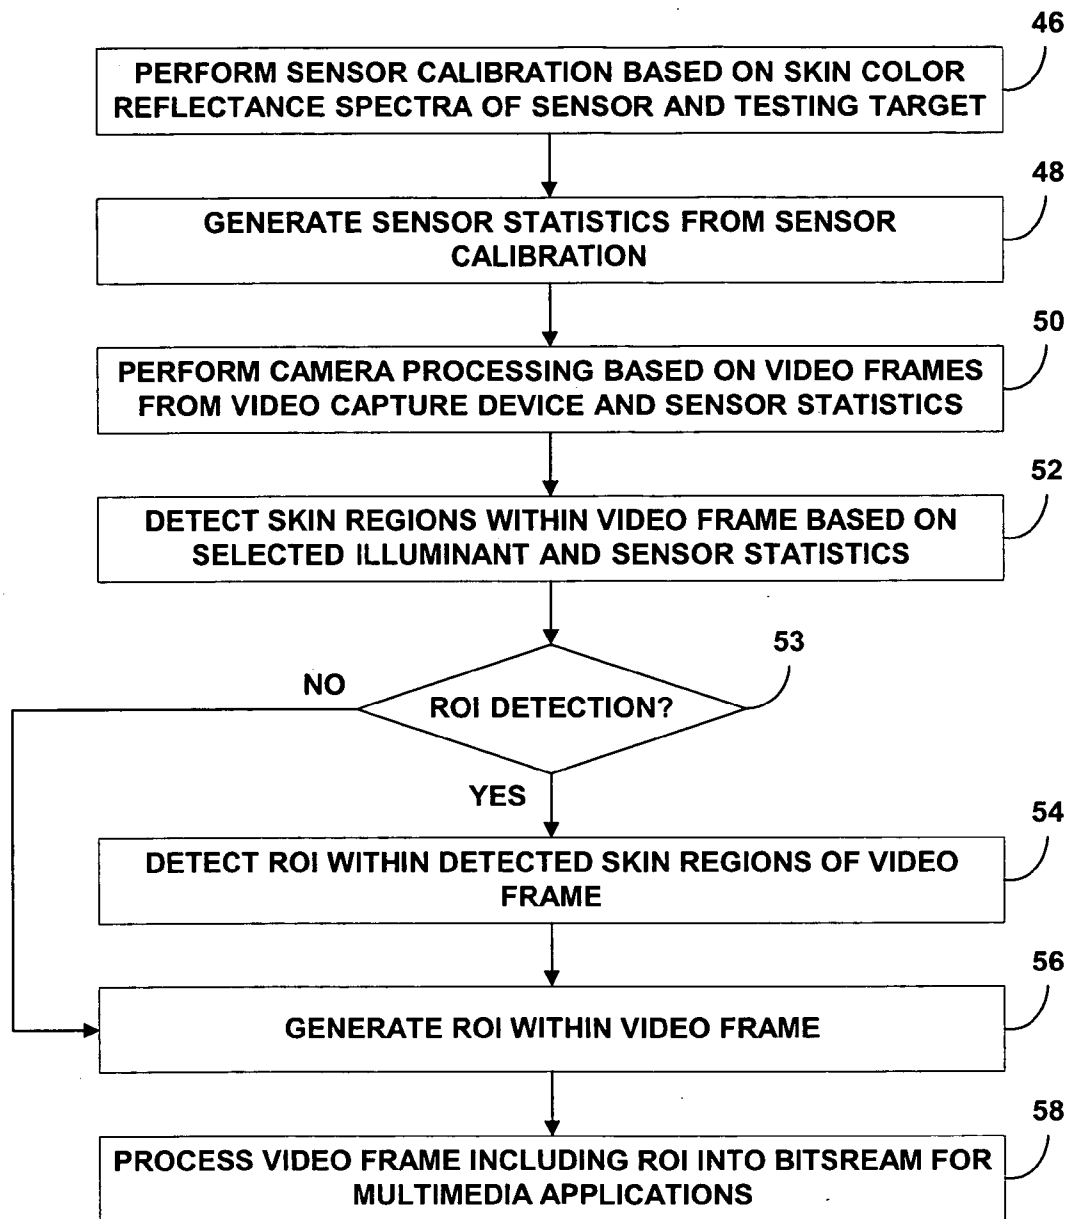 46
PERFORM SENSOR CALIBRATION BASED ON SKIN COLOR
REFLECTANCE SPECTRA OF SENSOR AND TESTING TARGET
48
GENERATE SENSOR STATISTICS FROM SENSOR
CALIBRATION
50
PERFORM CAMERA PROCESSING BASED ON VIDEO FRAMES
FROM VIDEO CAPTURE DEVICE AND SENSOR STATISTICS
52
DETECT SKIN REGIONS WITHIN VIDEO FRAME BASED ON
SELECTED ILLUMINANT AND SENSOR STATISTICS
53
NO
ROI DETECTION?
YES
54
DETECT ROI WITHIN DETECTED SKIN REGIONS OF VIDEO
FRAME
56
GENERATE ROI WITHIN VIDEO FRAME
58
PROCESS VIDEO FRAME INCLUDING ROI INTO BITSREAM FOR
MULTIMEDIA APPLICATIONS